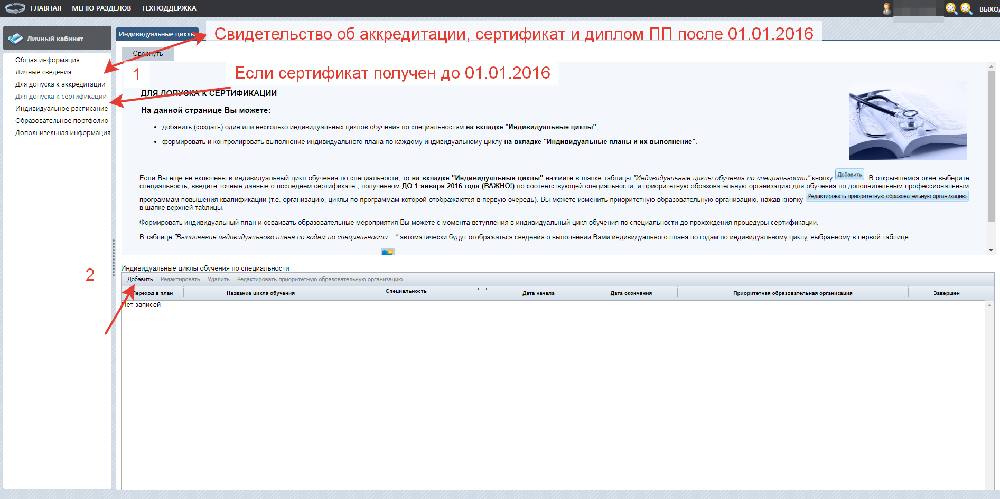 ГЛАВНАЯ МЕНЮ РАЗДЕЛОВ ТЕХПОДДЕРЖКА
ВЫХОД
Личный кабинет
Общая информация
Личные сведения
Для допуска к аккредитации
Для допуска к сертификации
Индивидуальное расписание
Образовательное портфолио
Дополнительная информация
Индивидуальные циклы
Свидетельство об аккредитации, сертификат и диплом ПП после 01.01.2016
Свернуть
1
Если сертификат получен до 01.01.2016
ДЛЯ ДОПУСКА К СЕРТИФИКАЦИИ
На данной странице Вы можете:
• добавить (создать) один или несколько индивидуальных циклов обучения по специальностям на вкладке "Индивидуальные циклы";
• формировать и контролировать выполнение индивидуального плана по каждому индивидуальному циклу на вкладке "Индивидуальные планы и их выполнение".
Если Вы еще не включены в индивидуальный цикл обучения по специальности, то на вкладке "Индивидуальные циклы" нажмите в шапке таблицы "Индивидуальные циклы обучения по специальности" кнопку Добавить . В открывшемся окне выберите
специальность, введите точные данные о последнем сертификате , полученном ДО 1 января 2016 года (ВАЖНО!) по соответствующей специальности, и приоритетную образовательную организацию для обучения по дополнительным профессиональным
программам повышения квалификации (т.е. организацию, циклы по программам которой отображаются в первую очередь). Вы можете изменить приоритетную образовательную организацию, нажав кнопку Редактировать приоритетную образовательную организацию
в шапке верхней таблицы.
Формировать индивидуальный план и осваивать образовательные мероприятия Вы можете с момента вступления в индивидуальный цикл обучения по специальности до прохождения процедуры сертификации.
В таблице "Выполнение индивидуального плана по годам по специальности:..." автоматически будут отображаться сведения о выполнении Вами индивидуального плана по годам по индивидуальному циклу, выбранному в первой таблице.
2
Индивидуальные циклы обучения по специальности
Добавить Редактировать Удалить Редактировать приоритетную образовательную организацию
Переход в план Название цикла обучения Специальность Дата начала Дата окончания Приоритетная образовательная организация Завершен
Нет записей